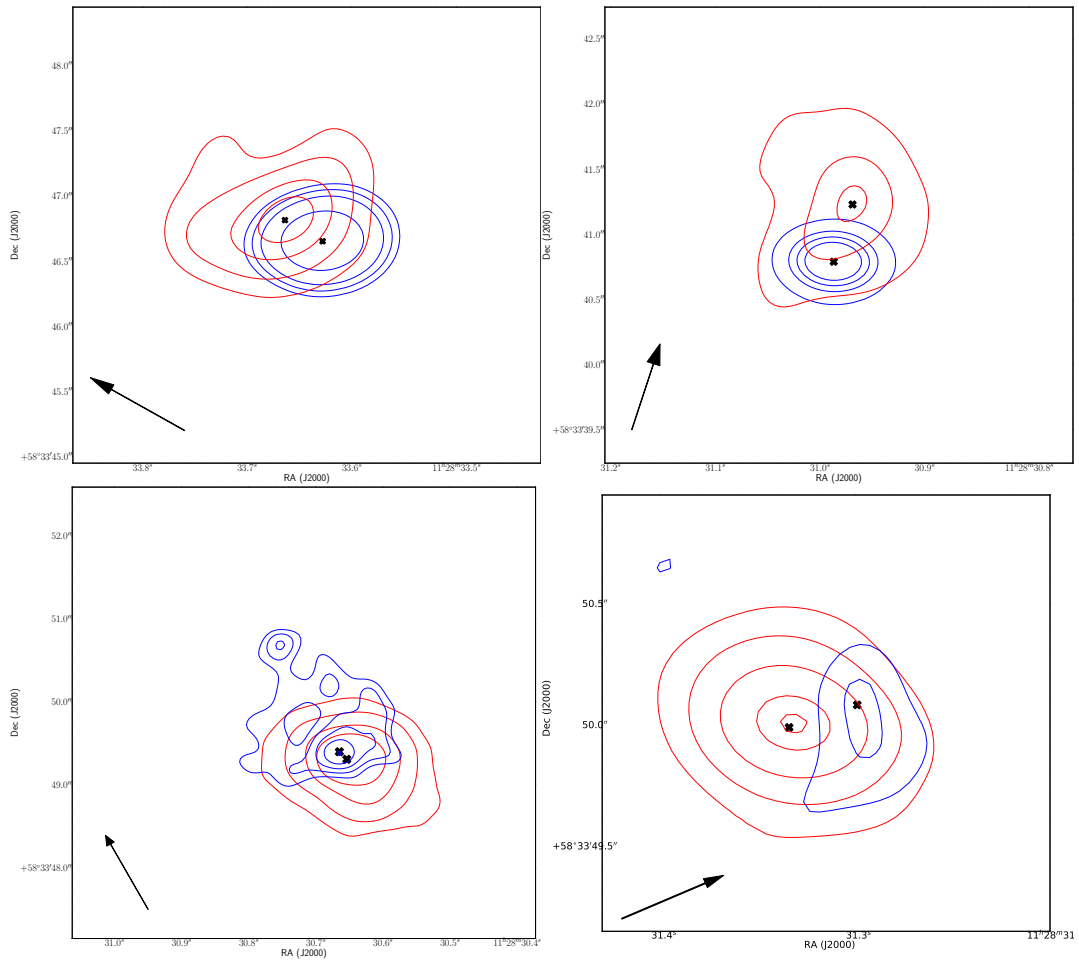 48.0″
47.5″
47.0″
46.5″
46.0″
45.5″
+58°33′45.0″
Dec (J2000)
33.8ˢ 33.7ˢ 33.6ˢ 11ʰ28ᵐ33.5ˢ
RA (J2000)
42.5″
42.0″
41.5″
41.0″
40.5″
40.0″
+58°33′39.5″
Dec (J2000)
31.2ˢ 31.1ˢ 31.0ˢ 30.9ˢ 11ʰ28ᵐ30.8ˢ
RA (J2000)
52.0″
51.0″
50.0″
49.0″
+58°33′48.0″
Dec (J2000)
31.0ˢ 30.9ˢ 30.8ˢ 30.7ˢ 30.6ˢ 30.5ˢ 11ʰ28ᵐ30.4ˢ
RA (J2000)
50.5″
50.0″
+58°33′49.5″
Dec (J2000)
31.4ˢ 31.3ˢ 11ʰ28ᵐ31
RA (J2000)